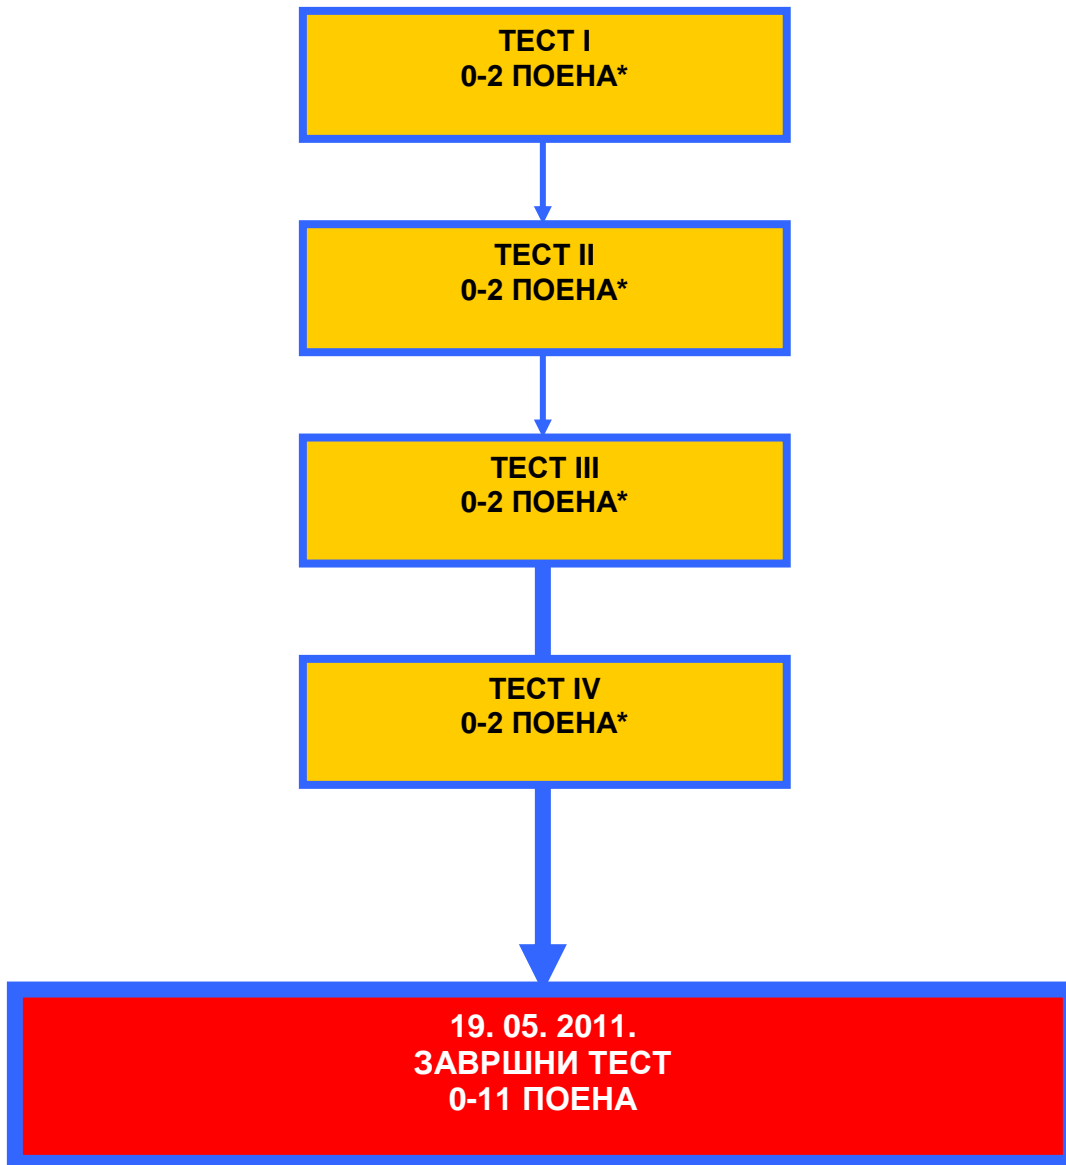 ТЕСТ I
0-2 ПОЕНА*
ТЕСТ II
0-2 ПОЕНА*
ТЕСТ III
0-2 ПОЕНА*
ТЕСТ IV
0-2 ПОЕНА*
19. 05. 2011.
ЗАВРШНИ ТЕСТ
0-11 ПОЕНА